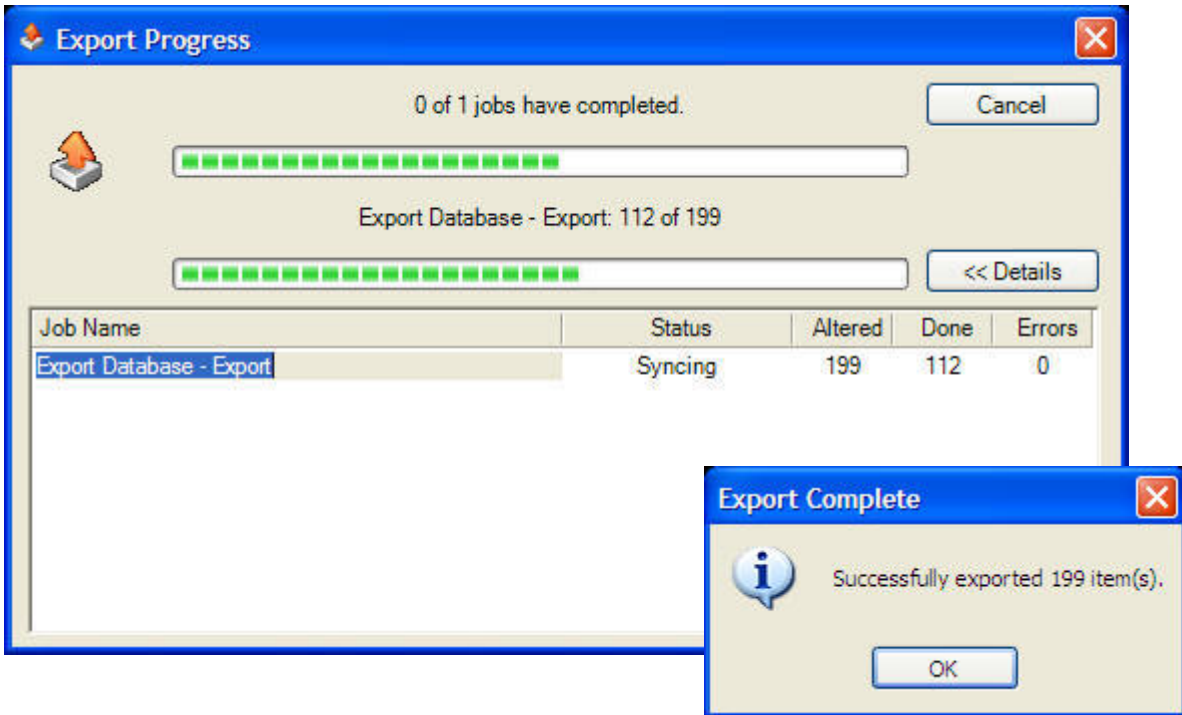 Export Progress
0 of 1 jobs have completed.
Cancel
Export Database - Export: 112 of 199
<< Details
Job Name Status Altered Done Errors
Export Database - Export Syncing 199 112 0
Export Complete
Successfully exported 199 item(s).
OK